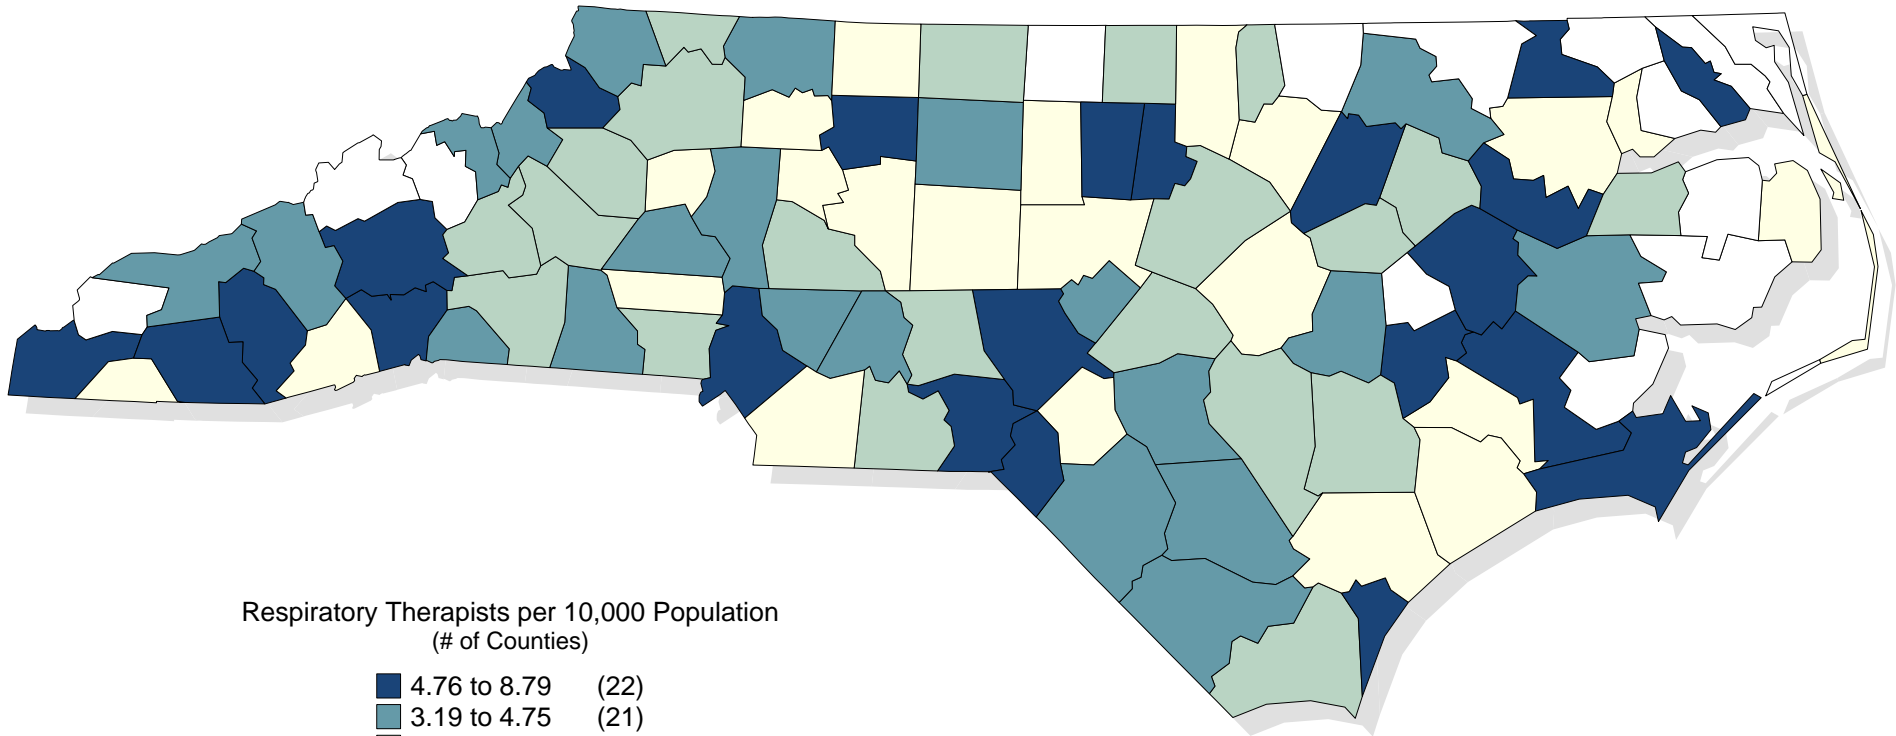 Respiratory Therapists per 10,000 Population
(# of Counties)
4.76 to 8.79 (22)
3.19 to 4.75 (21)